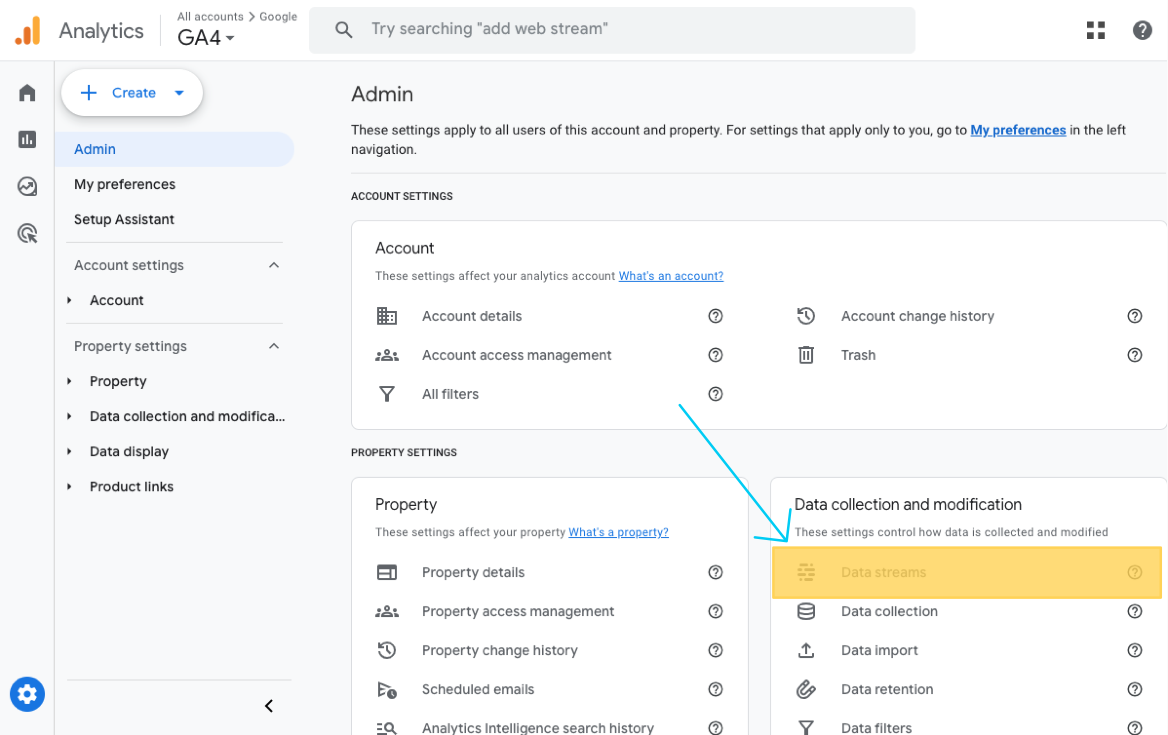 Analytics
All accounts > Google
GA4
Try searching "add web stream"
Create
Admin
My preferences
Setup Assistant
Account settings
Account
Property settings
Property
Data collection and modifica...
Data display
Product links
Admin
These settings apply to all users of this account and property. For settings that apply only to you, go to My preferences in the left
navigation.
ACCOUNT SETTINGS
Account
These settings affect your analytics account What's an account?
Account details
Account change history
Account access management
Trash
All filters
PROPERTY SETTINGS
Property
These settings affect your property What's a property?
Property details
Property access management
Property change history
Scheduled emails
Analytics Intelligence search history
Data collection and modification
These settings control how data is collected and modified
Data streams
Data collection
Data import
Data retention
Data filters